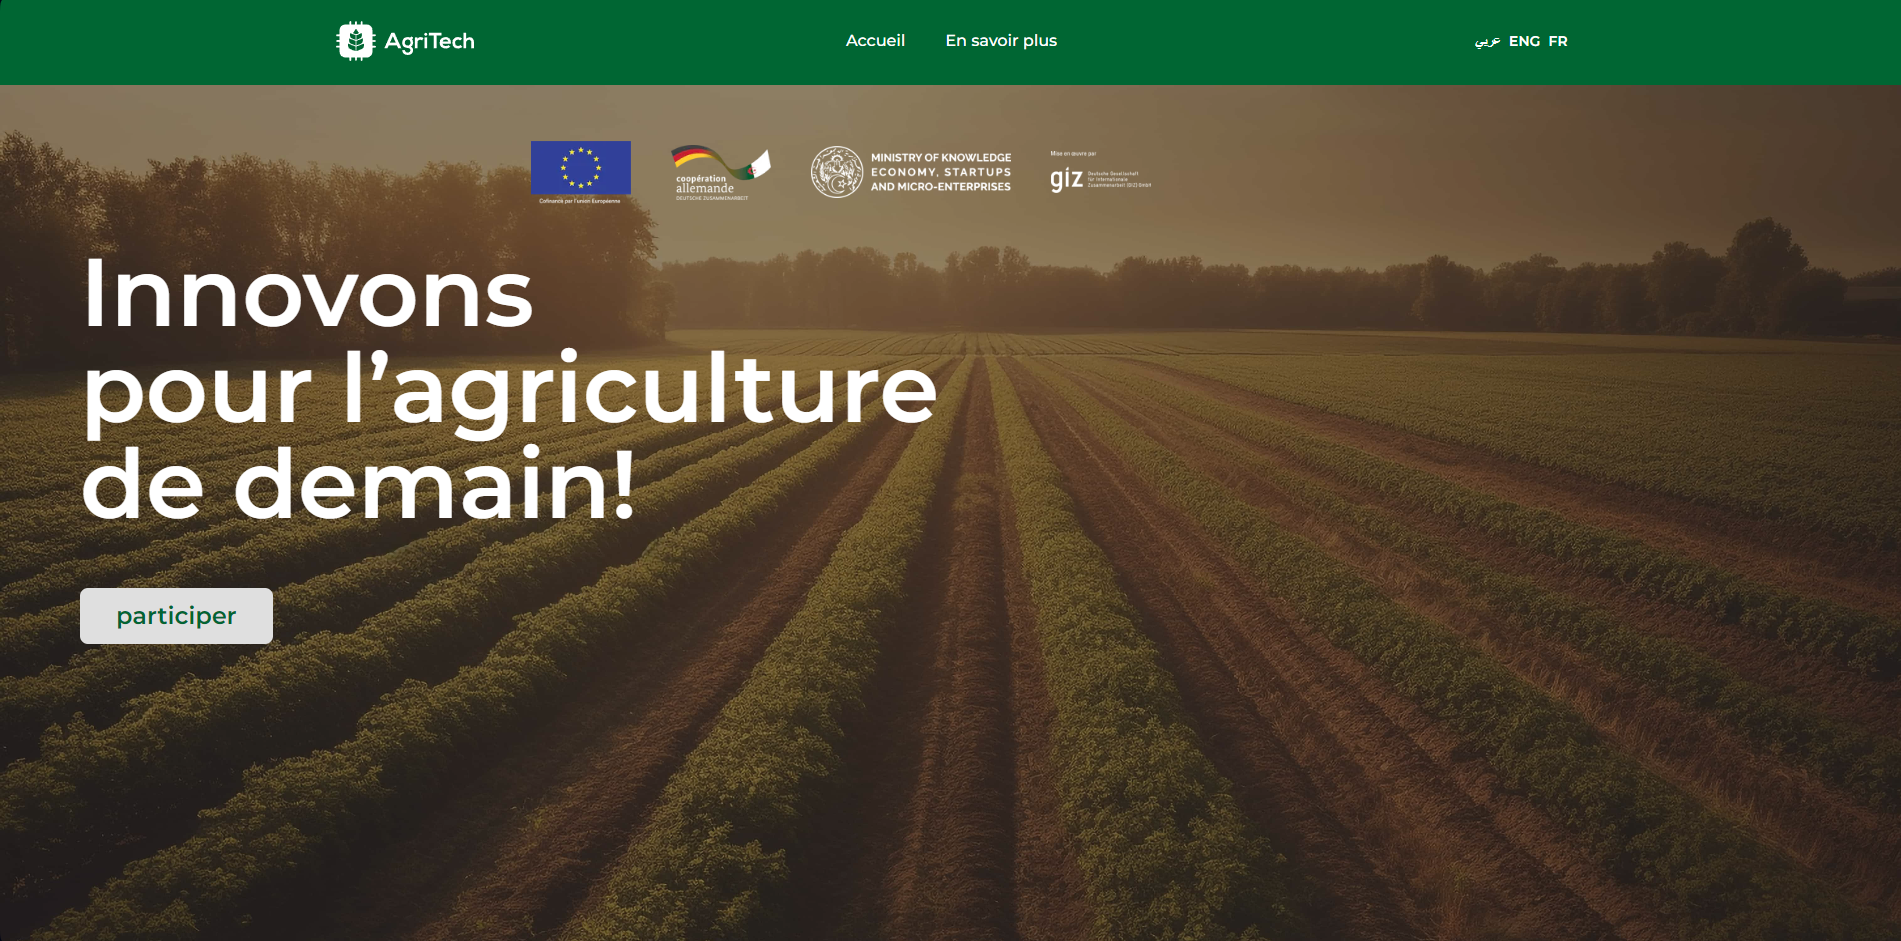 AgriTech
Accueil
En savoir plus
عربي ENG FR
Cofinancé par l'union Européenne
coopération
allemande
DEUTSCHE ZUSAMMENARBEIT
MINISTRY OF KNOWLEDGE
ECONOMY, STARTUPS
AND MICRO-ENTERPRISES
Mise en œuvre par
giz
Deutsche Gesellschaft
für Internationale
Zusammenarbeit (GIZ) GmbH
Innovons
pour l’agriculture
de demain!
participer